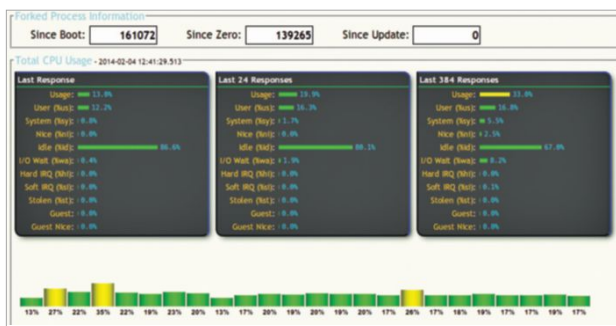 Forked Process Information
Since Boot: 161072 Since Zero: 139265 Since Update: 0
Total CPU Usage - 2014-02-04 12:41:29.513
Last Response
Usage: 13.0%
User (%us): 12.2%
System (%sy): 0.8%
Nice (%ni): 0.0%
Idle (%id): 86.6%
I/O Wait (%wa): 0.4%
Hard IRQ (%hi): 0.0%
Soft IRQ (%si): 0.0%
Stolen (%st): 0.0%
Guest: 0.0%
Guest Nice: 0.0%
Last 24 Responses
Usage: 19.9%
User (%us): 16.3%
System (%sy): 1.7%
Nice (%ni): 0.0%
Idle (%id): 80.1%
I/O Wait (%wa): 1.9%
Hard IRQ (%hi): 0.0%
Soft IRQ (%si): 0.0%
Stolen (%st): 0.0%
Guest: 0.0%
Guest Nice: 0.0%
Last 384 Responses
Usage: 33.0%
User (%us): 16.8%
System (%sy): 5.5%
Nice (%ni): 2.5%
Idle (%id): 67.0%
I/O Wait (%wa): 8.2%
Hard IRQ (%hi): 0.0%
Soft IRQ (%si): 0.1%
Stolen (%st): 0.0%
Guest: 0.0%
Guest Nice: 0.0%
13% 27% 22% 35% 22% 19% 23% 20% 13% 17% 20% 19% 20% 19% 20% 17% 26% 17% 18% 19% 17% 17% 19% 17%